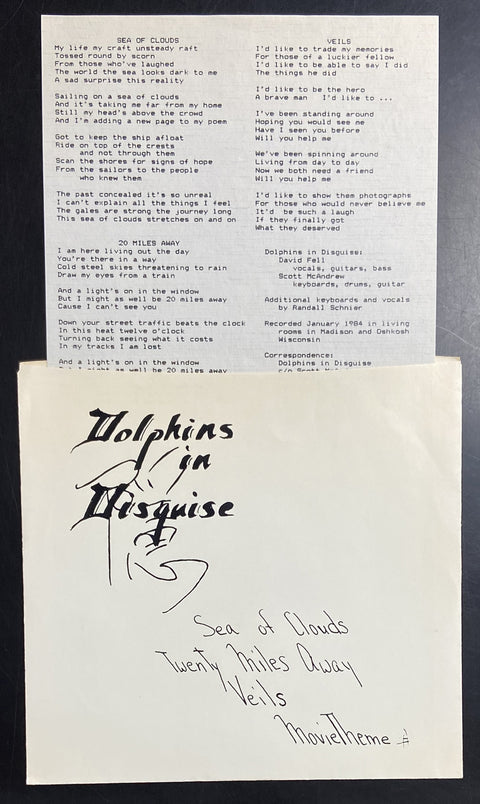 SEA OF CLOUDS
My life my craft unsteady raft
Tossed round by scorn
From those who've laughed
The world the sea looks dark to me
A sad surprise this reality
Sailing on a sea of clouds
And it's taking me far from my home
Still my head's above the crowd
And I'm adding a new page to my poem
Got to keep the ship afloat
Ride on top of the crests
and not through them
Scan the shores for signs of hope
From the sailors to the people
who knew them
The past concealed it's so unreal
I can't explain all the things I feel
The gales are strong the journey long
This sea of clouds stretches on and on
20 MILES AWAY
I am here living out the day
You're there in a way
Cold steel skies threatening to rain
Draw my eyes from a train
And a light's on in the window
But I might as well be 20 miles away
Cause I can't see you
Down your street traffic beats the clock
In this heat twelve o'clock
Turning back seeing what it costs
In my tracks I am lost
And a light's on in the window
But I might as well be 20 miles away
VEILS
I'd like to trade my memories
For those of a luckier fellow
I'd like to be able to say I did
The things he did
I'd like to be the hero
A brave man I'd like to ...
I've been standing around
Hoping you would see me
Have I seen you before
Will you help me
We've been spinning around
Living from day to day
Now we both need a friend
Will you help me
I'd like to show them photographs
For those who would never believe me
It'd be such a laugh
If they finally got
What they deserved
Dolphins in Disguise:
David Fell
vocals, guitars, bass
Scott McAndrew
keyboards, drums, guitar
Additional keyboards and vocals
by Randall Schnier
Recorded January 1984 in living
rooms in Madison and Oshkosh
Wisconsin
Correspondence:
Dolphins in Disguise
c/o Scott
Dolphins
in
Disguise
Sea of Clouds
Twenty Miles Away
Veils
MovieTheme #